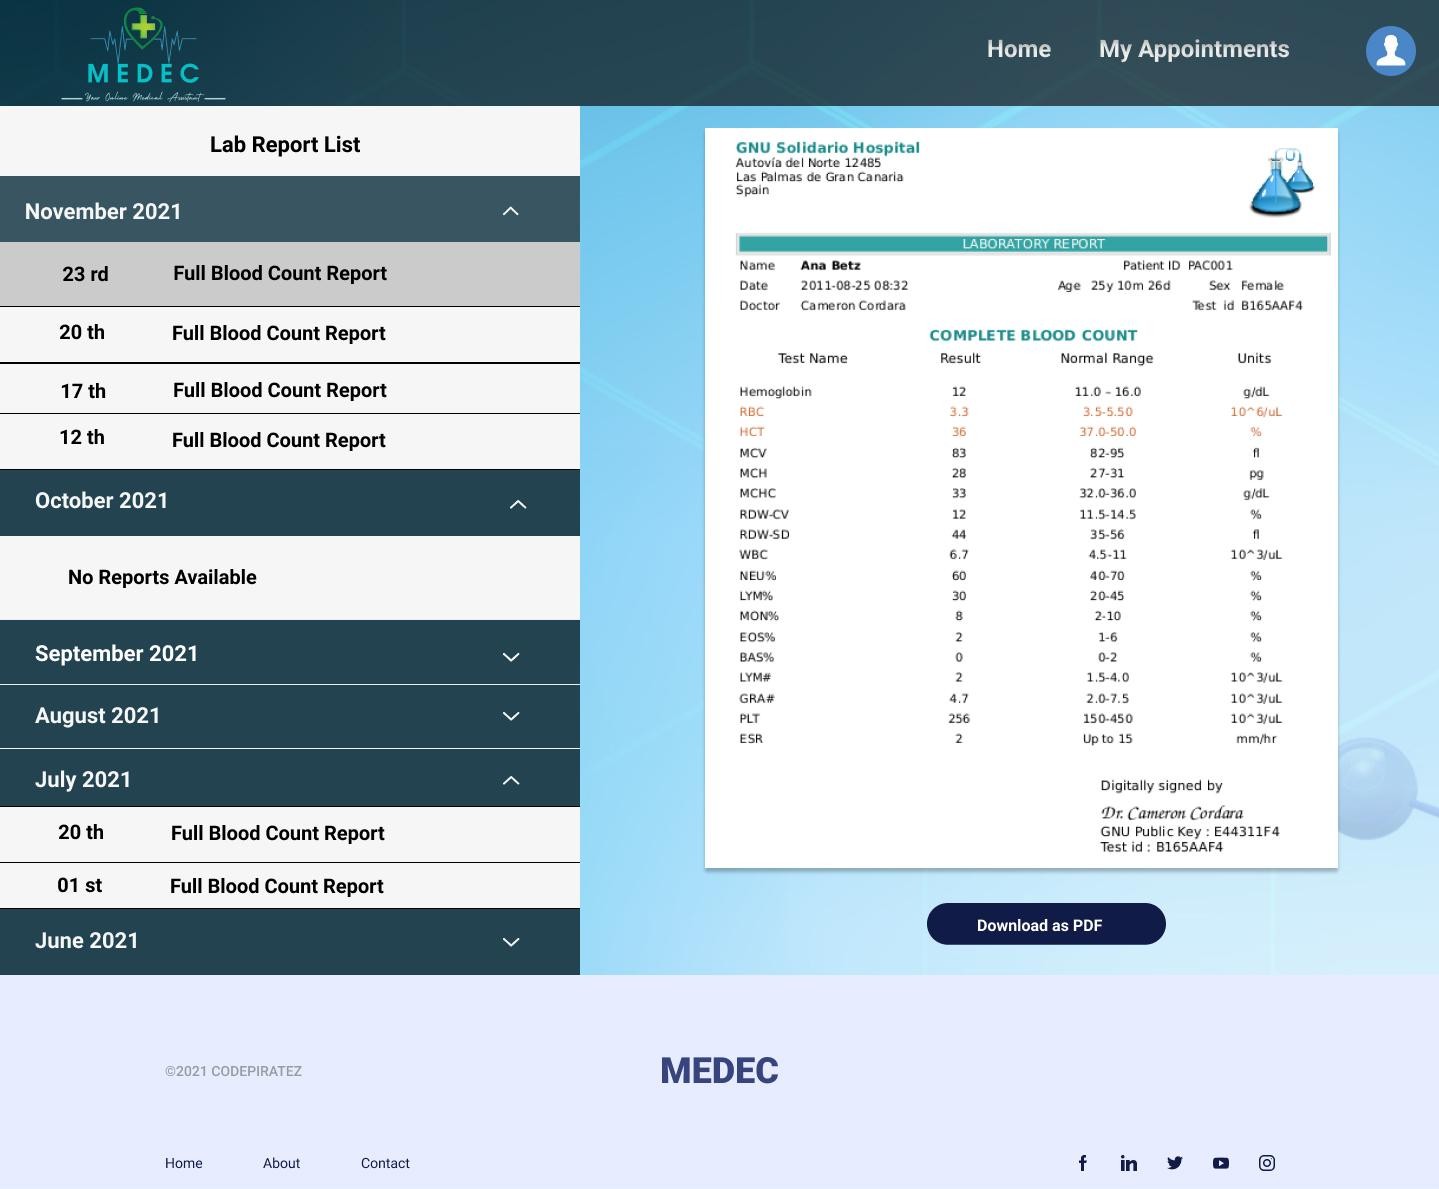 MEDEC
Your Online Medical Assistant
Home My Appointments
Lab Report List
November 2021
23 rd Full Blood Count Report
20 th Full Blood Count Report
17 th Full Blood Count Report
12 th Full Blood Count Report
October 2021
No Reports Available
September 2021
August 2021
July 2021
20 th Full Blood Count Report
01 st Full Blood Count Report
June 2021
GNU Solidario Hospital
Autovía del Norte 12485
Las Palmas de Gran Canaria
Spain
LABORATORY REPORT
Name Ana Betz Patient ID PAC001
Date 2011-08-25 08:32 Age 25y 10m 26d Sex Female
Doctor Cameron Cordara Test id B165AAF4
COMPLETE BLOOD COUNT
Test Name Result Normal Range Units
Hemoglobin 12 11.0 – 16.0 g/dL
RBC 3.3 3.5-5.50 10^6/uL
HCT 36 37.0-50.0 %
MCV 83 82-95 fl
MCH 28 27-31 pg
MCHC 33 32.0-36.0 g/dL
RDW-CV 12 11.5-14.5 %
RDW-SD 44 35-56 fl
WBC 6.7 4.5-11 10^3/uL
NEU% 60 40-70 %
LYM% 30 20-45 %
MON% 8 2-10 %
EOS% 2 1-6 %
BAS% 0 0-2 %
LYM# 2 1.5-4.0 10^3/uL
GRA# 4.7 2.0-7.5 10^3/uL
PLT 256 150-450 10^3/uL
ESR 2 Up to 15 mm/hr
Digitally signed by
Dr. Cameron Cordara
GNU Public Key : E44311F4
Test id : B165AAF4
Download as PDF
©2021 CODEPIRATEZ
MEDEC
Home About Contact